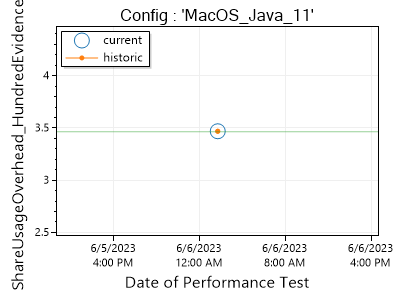 Config : 'MacOS_Java_11'
ShareUsageOverhead_HundredEvidence
current
historic
4
3.5
3
2.5
6/5/2023 6/6/2023 6/6/2023 6/6/2023
4:00 PM 12:00 AM 8:00 AM 4:00 PM
Date of Performance Test